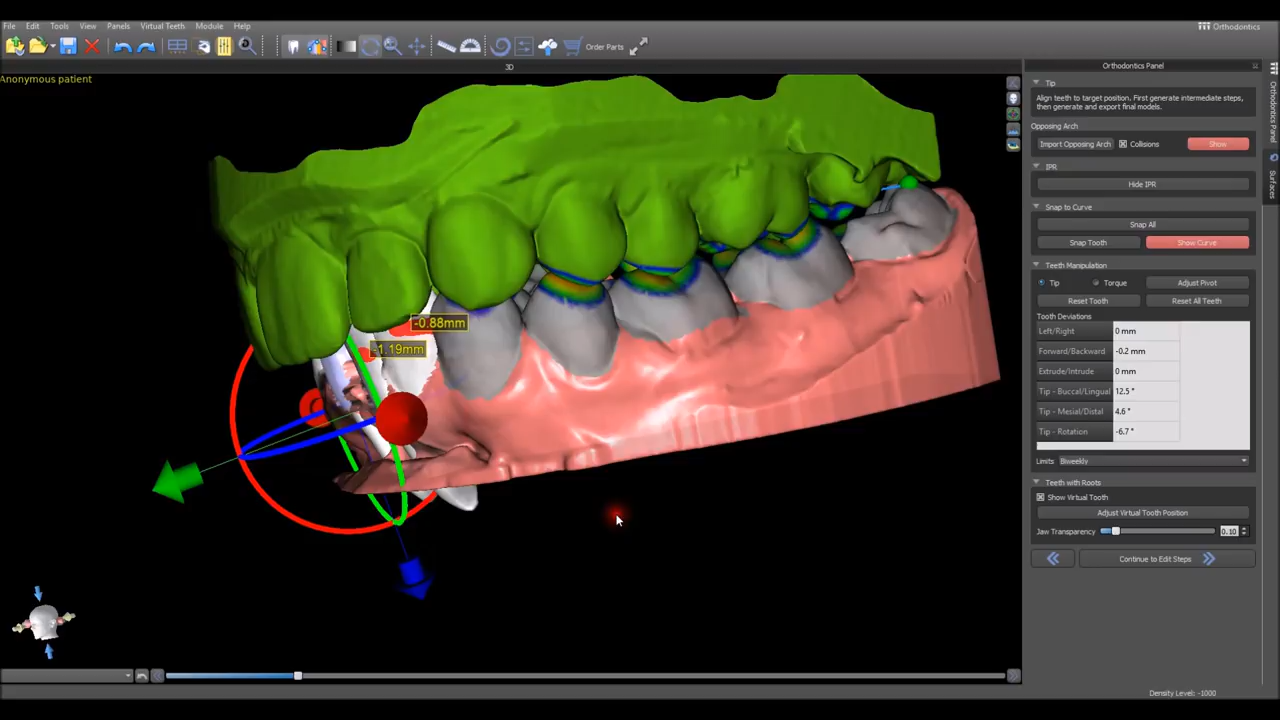 File Edit Tools View Panels Virtual Teeth Module Help
Orthodontics
Order Parts
3D
Orthodontics Panel
Anonymous patient
Tip
Align teeth to target position. First generate intermediate steps,
then generate and export final models.
Opposing Arch
Import Opposing Arch Collisions Show
IPR
Hide IPR
Snap to Curve
Snap All
Snap Tooth Show Curve
Teeth Manipulation
Tip Torque Adjust Pivot
Reset Tooth Reset All Teeth
Tooth Deviations
Left/Right 0 mm
Forward/Backward -0.2 mm
Extrude/Intrude 0 mm
Tip - Buccal/Lingual 12.5 °
Tip - Mesial/Distal 4.6 °
Tip - Rotation -6.7 °
Limits Biweekly
Teeth with Roots
Show Virtual Tooth
Adjust Virtual Tooth Position
Jaw Transparency 0.10
Continue to Edit Steps
Orthodontics Panel
Surfaces
-0.88mm
-1.19mm
Density Level: -1000